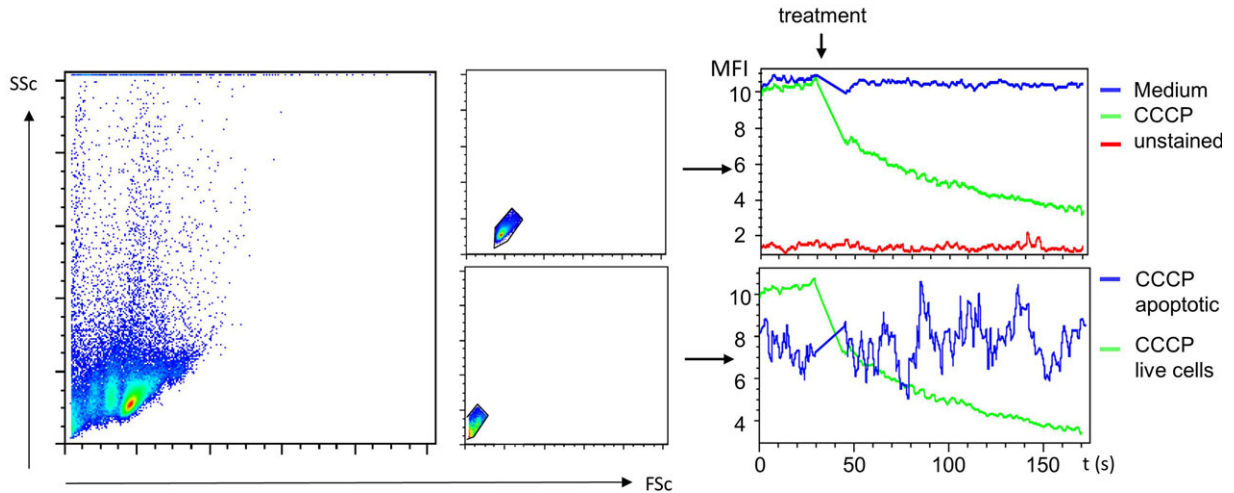 treatment
SSc
MFI
10
8
6
4
2
Medium
CCCP
unstained
10
8
6
4
CCCP
apoptotic
CCCP
live cells
0 50 100 150 t (s)
FSc